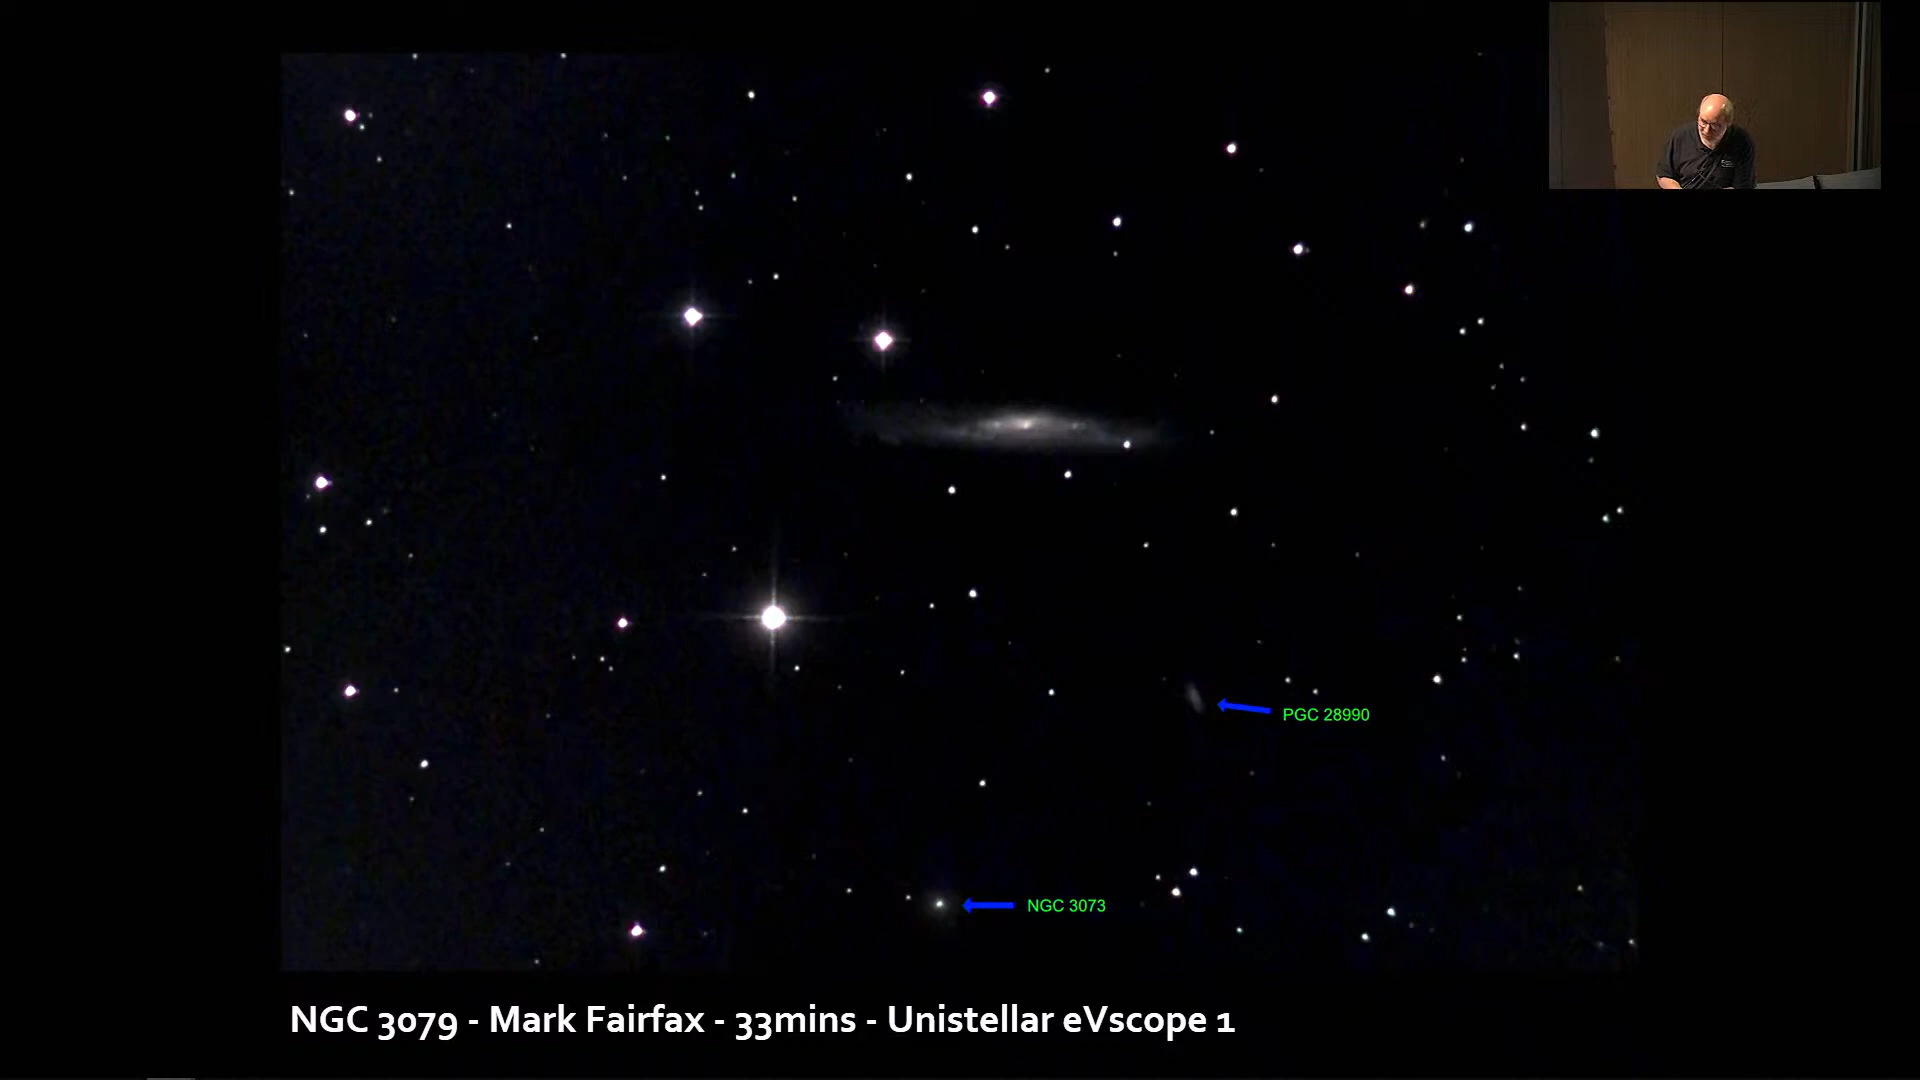 PGC 28990
NGC 3073
NGC 3079 - Mark Fairfax - 33mins - Unistellar eVscope 1